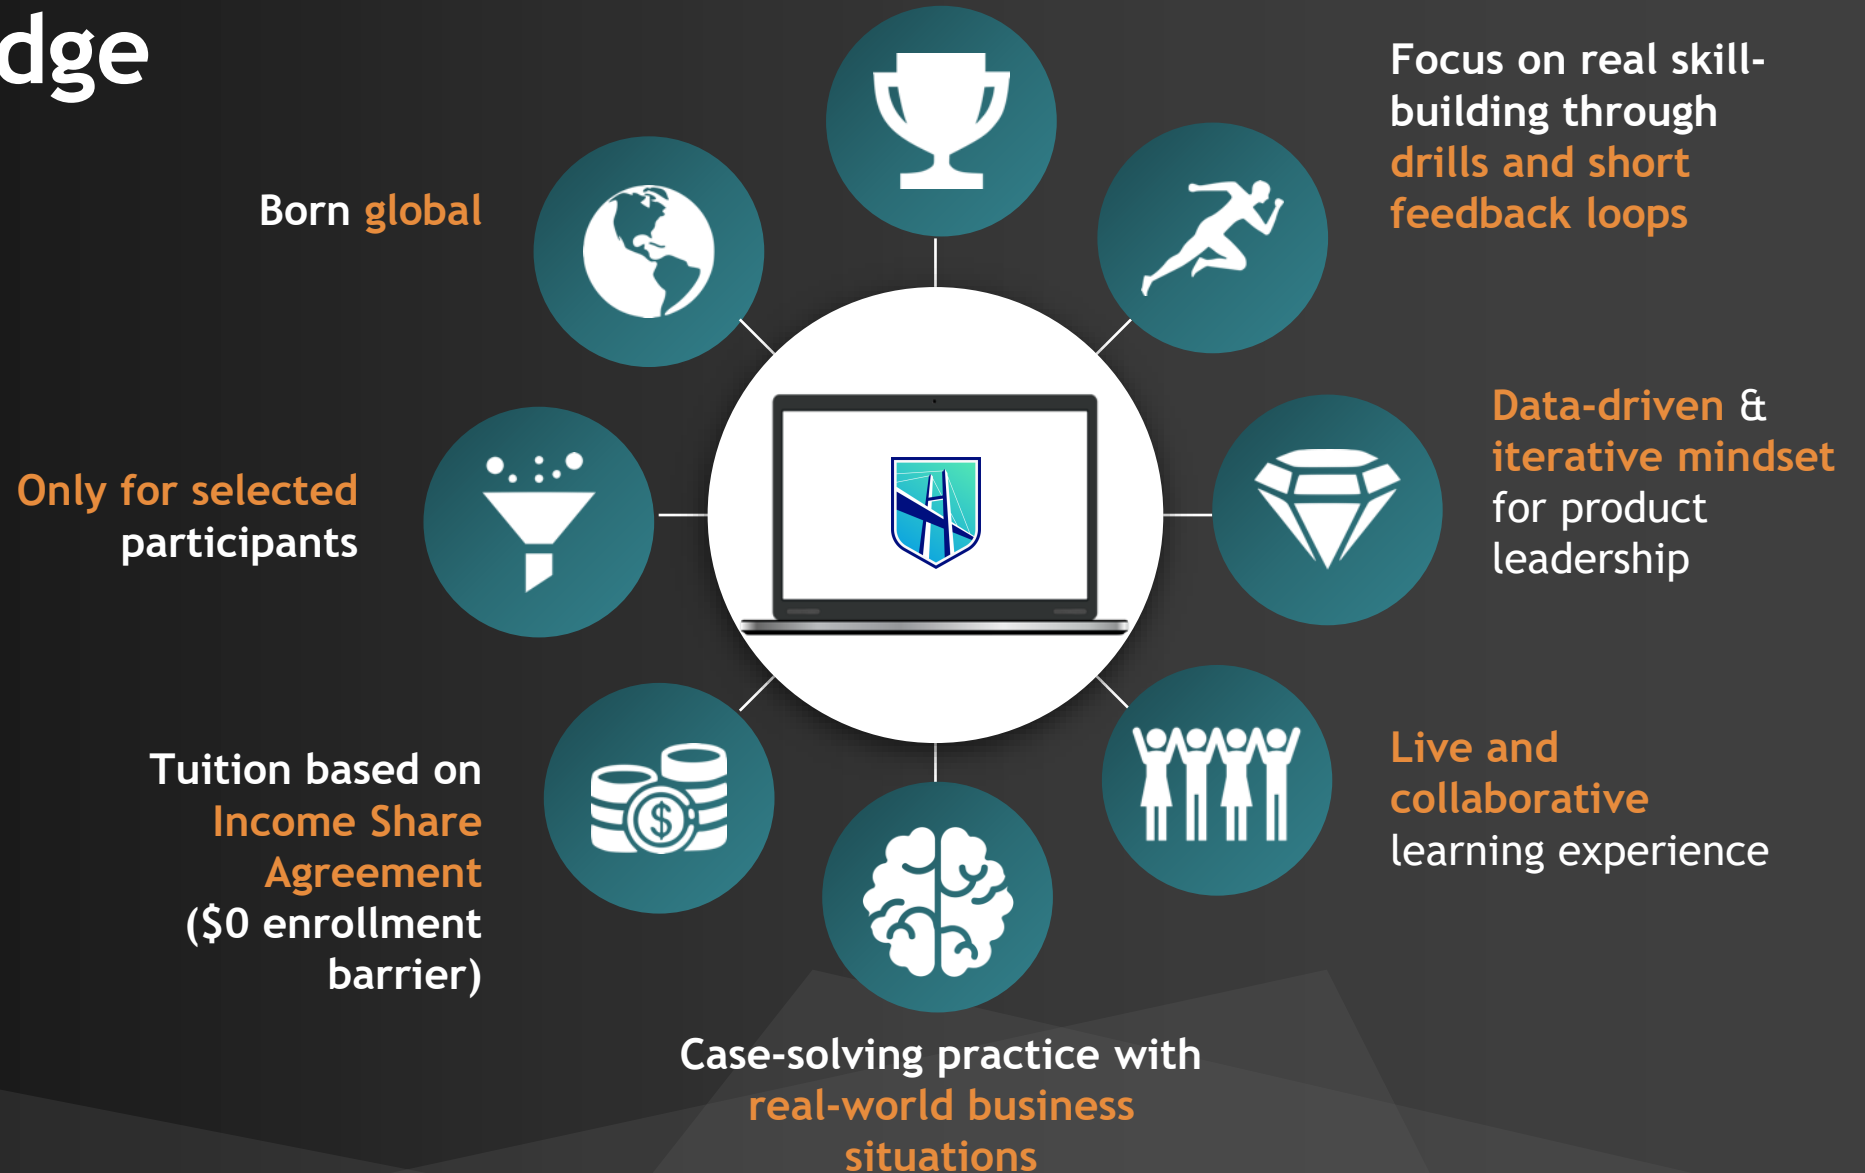 dge
Born global
Focus on real skill-
building through
drills and short
feedback loops
Only for selected
participants
Data-driven &
iterative mindset
for product
leadership
Tuition based on
Income Share
Agreement
($0 enrollment
barrier)
$
Live and
collaborative
learning experience
Case-solving practice with
real-world business
situations